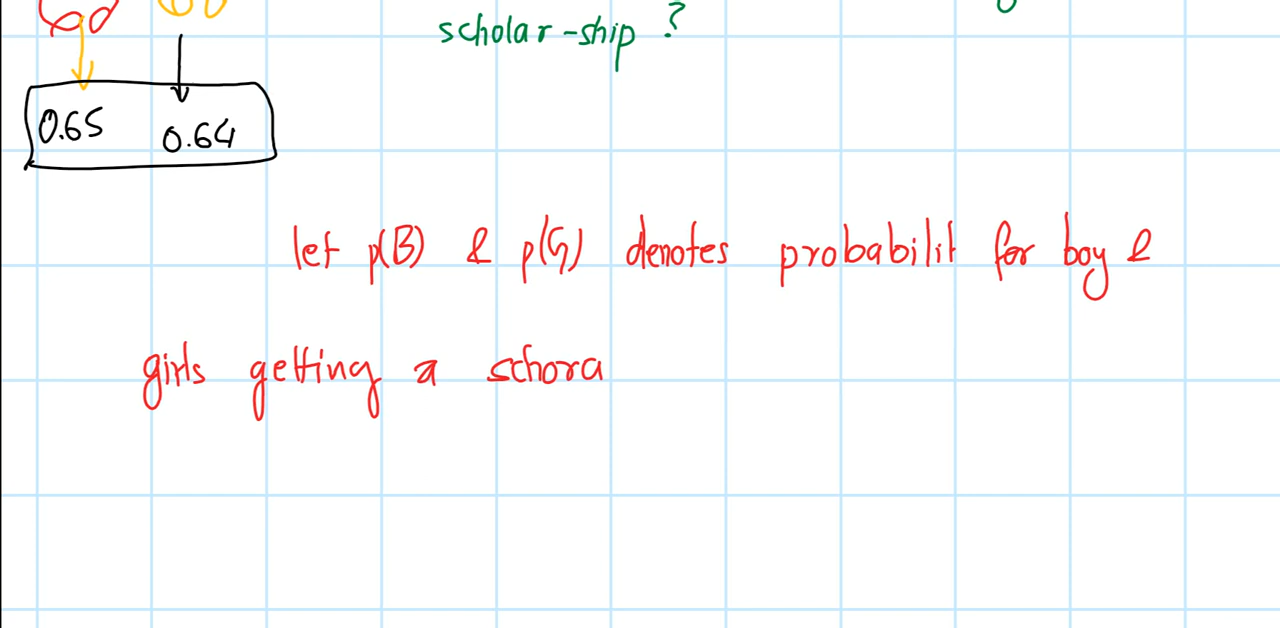 scholar-ship ?
0.65 0.64
let p(B) & p(G) denotes probabilit for boy &
girls getting a schora